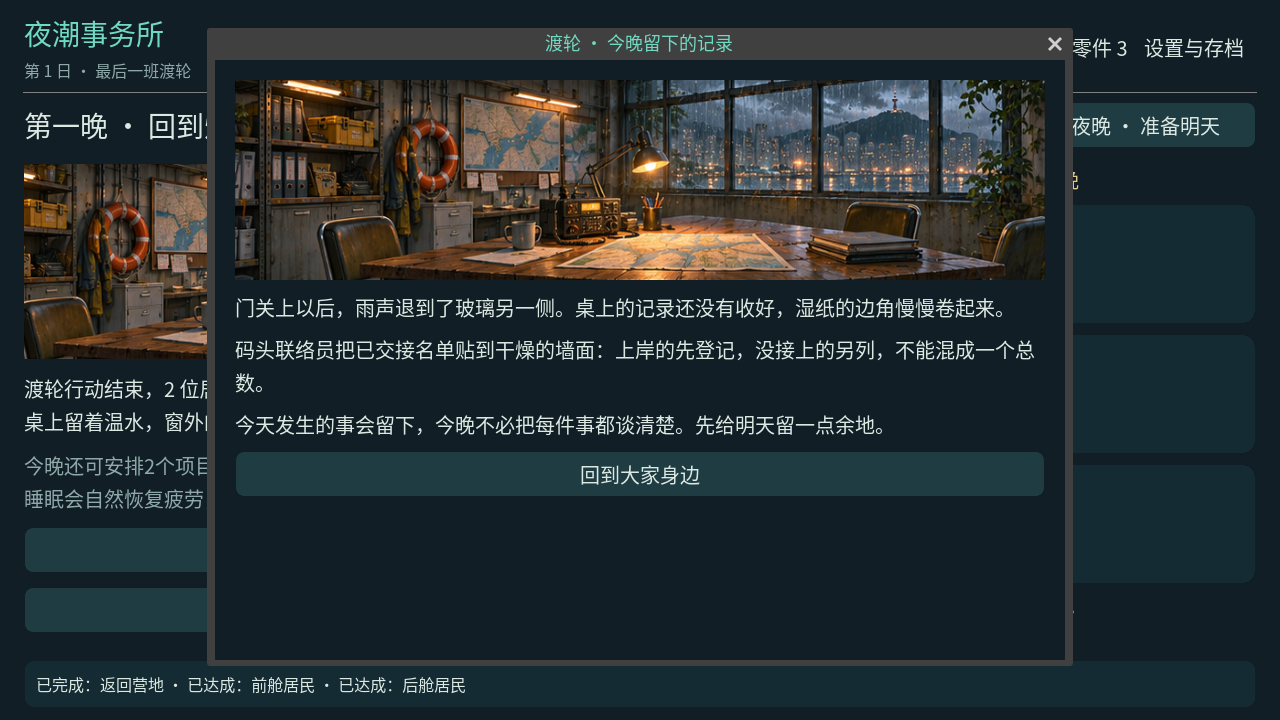 夜潮事务所
第 1 日 · 最后一班渡轮
零件 3 设置与存档
渡轮 · 今晚留下的记录
第一晚 · 回到
夜晚 · 准备明天
门关上以后，雨声退到了玻璃另一侧。桌上的记录还没有收好，湿纸的边角慢慢卷起来。
码头联络员把已交接名单贴到干燥的墙面：上岸的先登记，没接上的另列，不能混成一个总
数。
今天发生的事会留下，今晚不必把每件事都谈清楚。先给明天留一点余地。
回到大家身边
渡轮行动结束，2 位
桌上留着温水，窗外
今晚还可安排2个项目
睡眠会自然恢复疲劳
已完成：返回营地 · 已达成：前舱居民 · 已达成：后舱居民